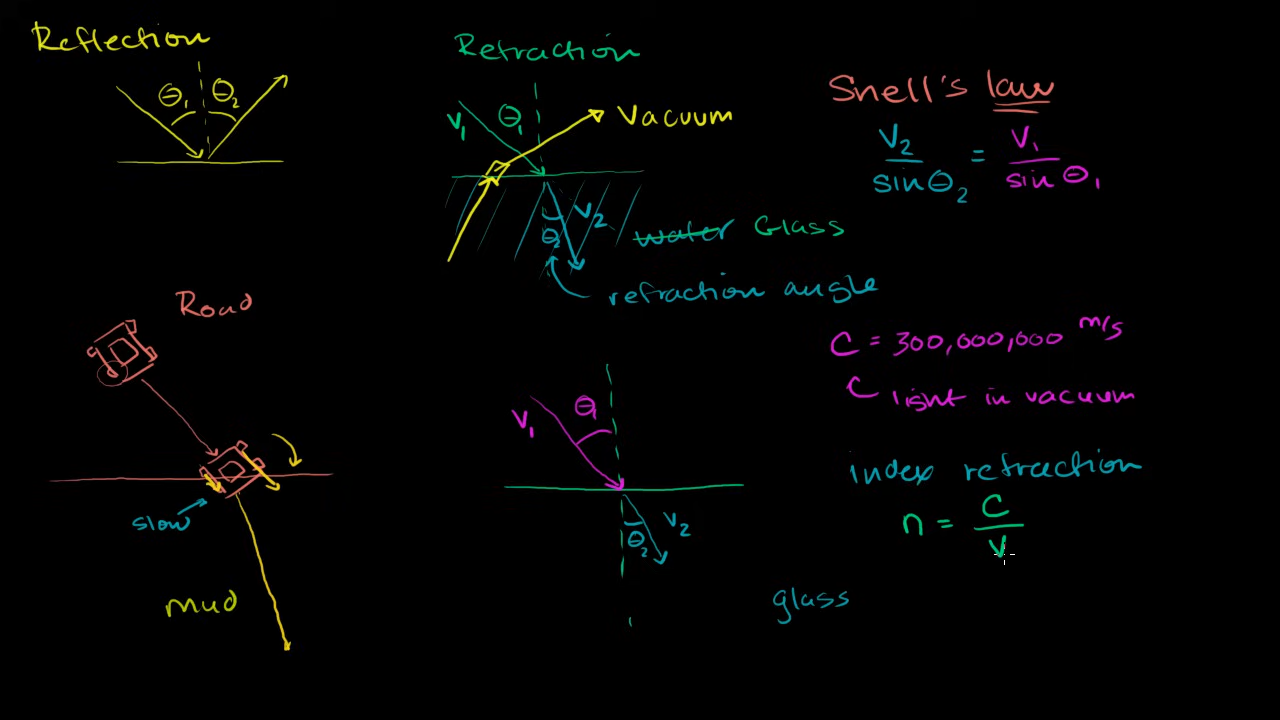 Reflection
θ₁ θ₂
Refraction
V₁ θ₁
Vacuum
θ₂ V₂
water Glass
refraction angle
Snell's law
V₂ / sin θ₂ = V₁ / sin θ₁
Road
slow
mud
V₁ θ₁
θ₂ V₂
C = 300,000,000 m/s
C light in vacuum
index refraction
n = C / V
glass